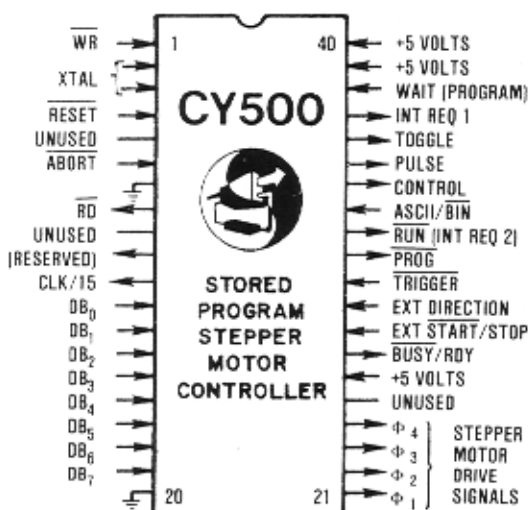 WR
XTAL
RESET
UNUSED
ABORT
RD
UNUSED
(RESERVED)
CLK/15
DB0
DB1
DB2
DB3
DB4
DB5
DB6
DB7
1
40
CY500
STORED
PROGRAM
STEPPER
MOTOR
CONTROLLER
20
21
+5 VOLTS
+5 VOLTS
WAIT (PROGRAM)
INT REQ 1
TOGGLE
PULSE
CONTROL
ASCII/BIN
RUN (INT REQ 2)
PROG
TRIGGER
EXT DIRECTION
EXT START/STOP
BUSY/RDY
+5 VOLTS
UNUSED
Φ4
Φ3
Φ2
Φ1
STEPPER
MOTOR
DRIVE
SIGNALS